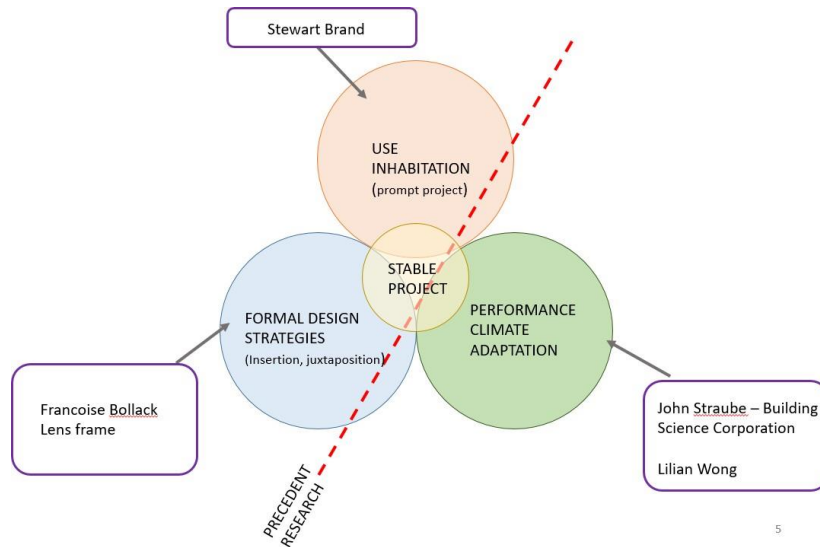 Stewart Brand
USE
INHABITATION
(prompt project)
STABLE
PROJECT
FORMAL DESIGN
STRATEGIES
(Insertion, juxtaposition)
PERFORMANCE
CLIMATE
ADAPTATION
Francoise Bollack
Lens frame
John Straube – Building
Science Corporation
Lilian Wong
PRECEDENT
RESEARCH
5